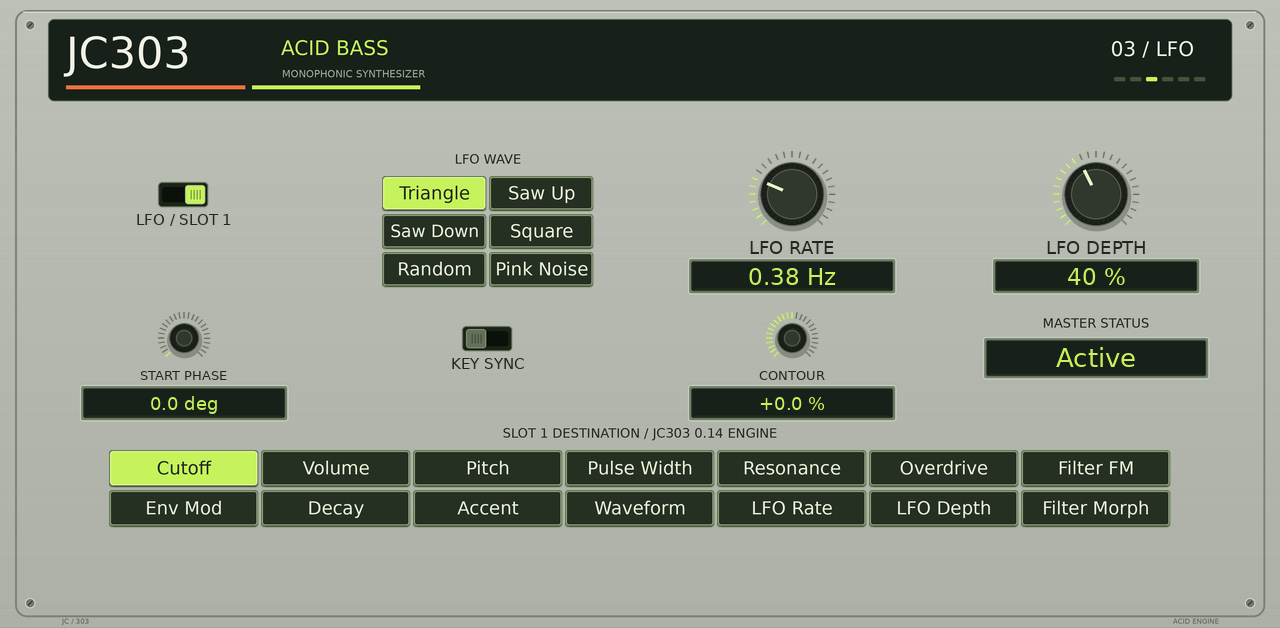 JC303
ACID BASS
MONOPHONIC SYNTHESIZER
03 / LFO
LFO / SLOT 1
LFO WAVE
Triangle
Saw Up
Saw Down
Square
Random
Pink Noise
LFO RATE
0.38 Hz
LFO DEPTH
40 %
START PHASE
0.0 deg
KEY SYNC
CONTOUR
+0.0 %
MASTER STATUS
Active
SLOT 1 DESTINATION / JC303 0.14 ENGINE
Cutoff
Volume
Pitch
Pulse Width
Resonance
Overdrive
Filter FM
Env Mod
Decay
Accent
Waveform
LFO Rate
LFO Depth
Filter Morph
JC / 303
ACID ENGINE